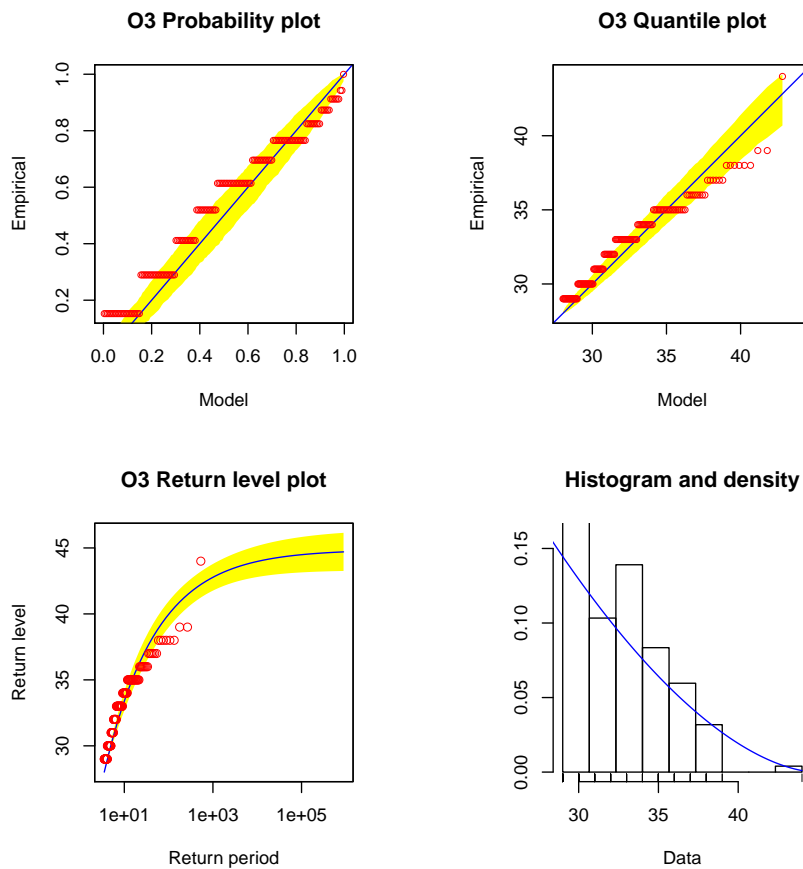 O3 Probability plot
1.0
0.8
0.6
0.4
0.2
Empirical
0.0 0.2 0.4 0.6 0.8 1.0
Model
O3 Quantile plot
40
35
30
Empirical
30 35 40
Model
O3 Return level plot
45
40
35
30
Return level
1e+01 1e+03 1e+05
Return period
Histogram and density
0.15
0.10
0.05
0.00
30 35 40
Data